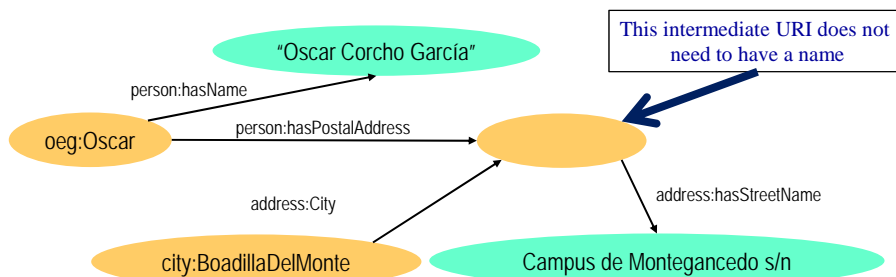 This intermediate URI does not
need to have a name
“Oscar Corcho García”
person:hasName
oeg:Oscar
person:hasPostalAddress
address:City
address:hasStreetName
city:BoadillaDelMonte
Campus de Montegancedo s/n